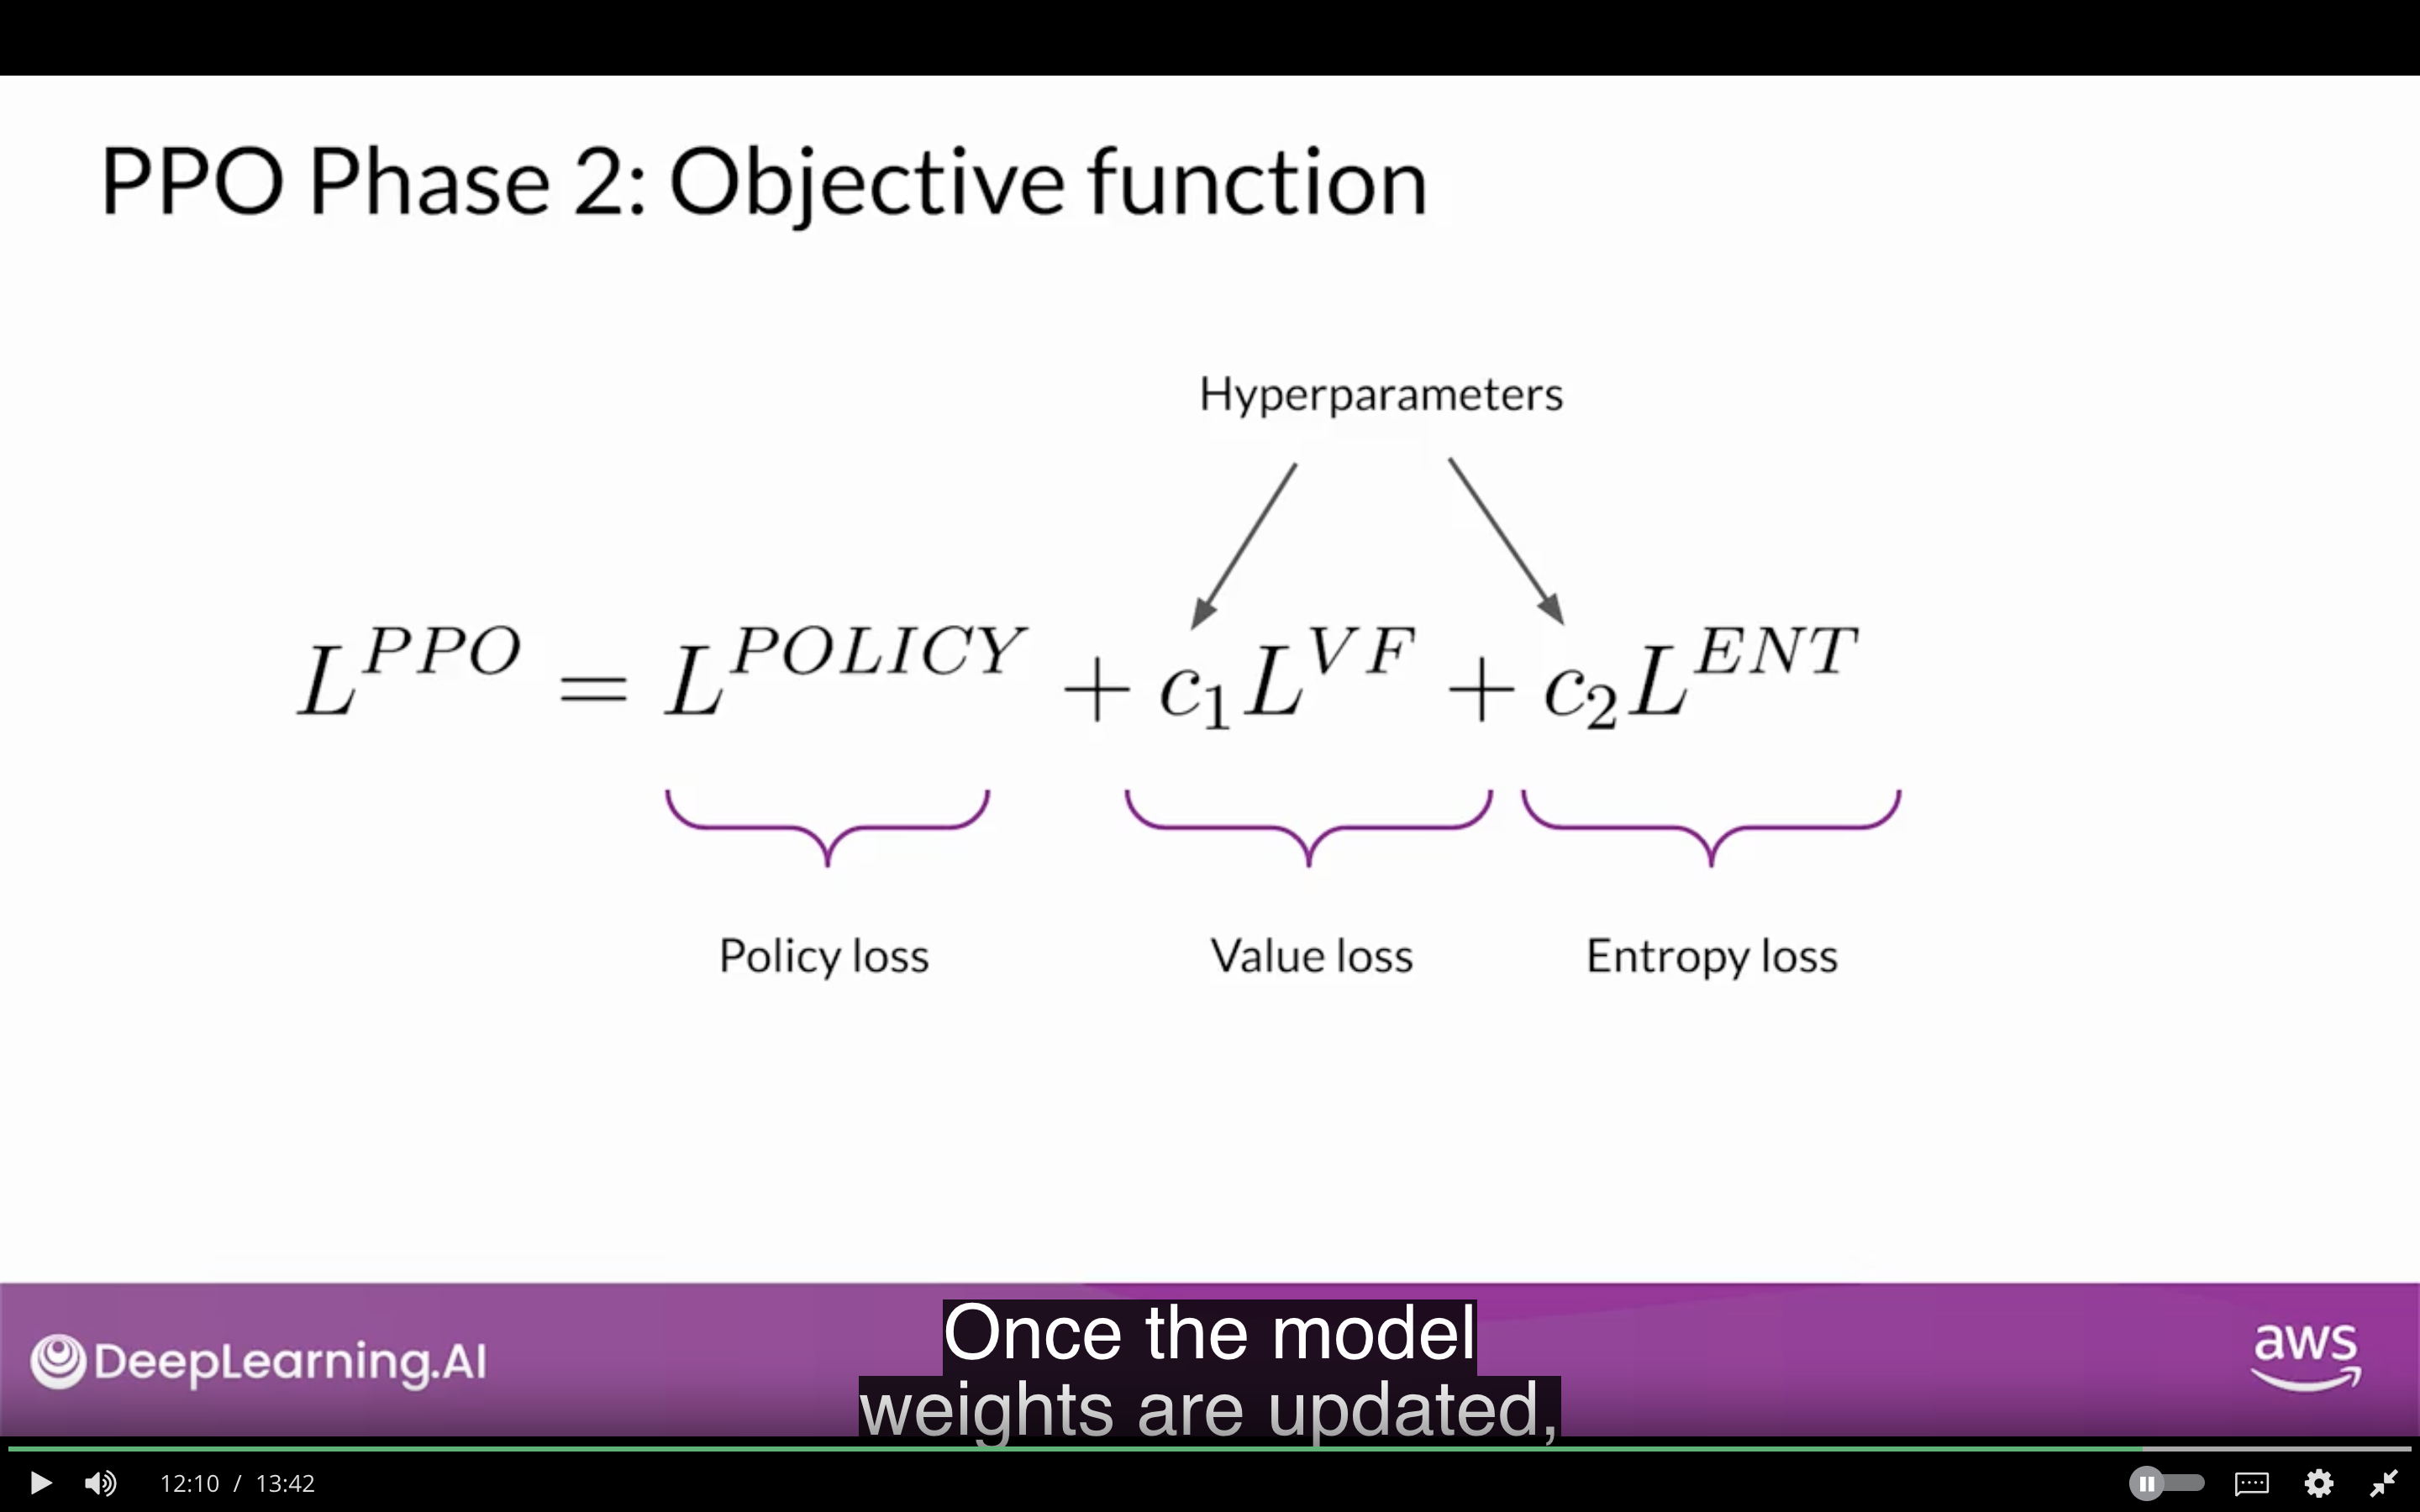 PPO Phase 2: Objective function
Hyperparameters
L^{PPO} = L^{POLICY} + c_1 L^{VF} + c_2 L^{ENT}
Policy loss Value loss Entropy loss
DeepLearning.AI
Once the model
weights are updated,
aws
12:10 / 13:42